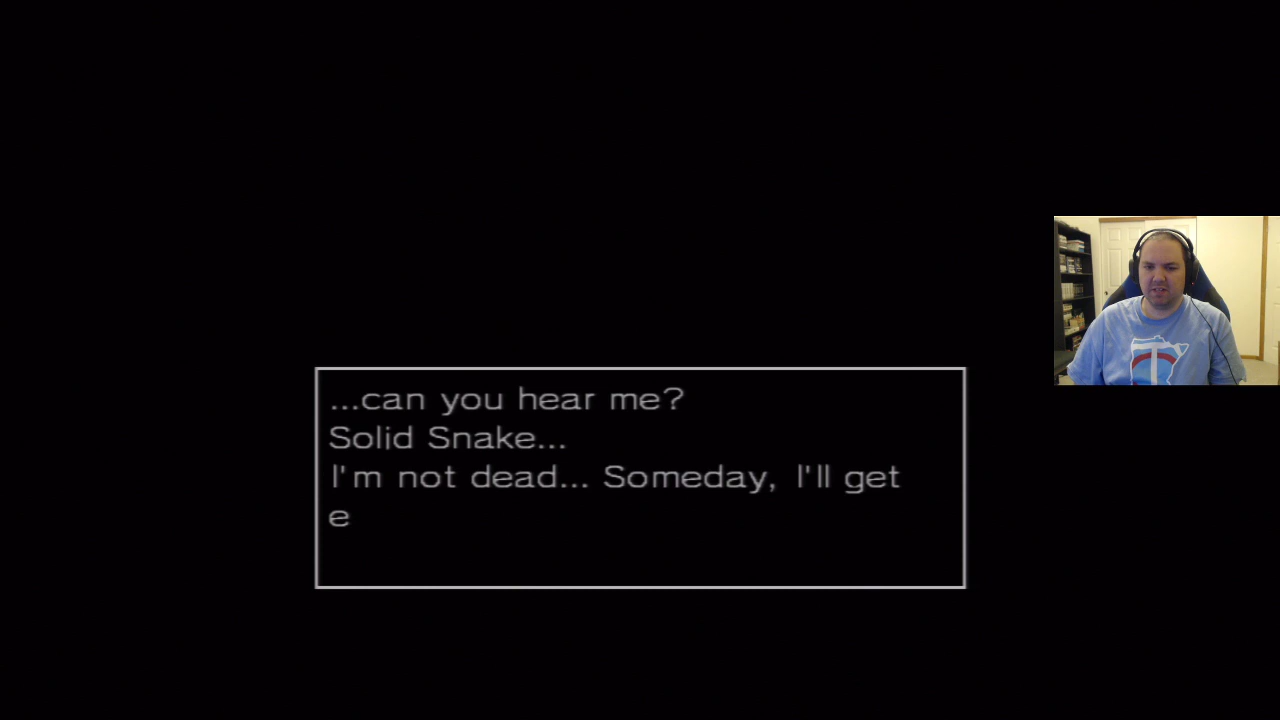 ...can you hear me?
Solid Snake...
I'm not dead... Someday, I'll get
e